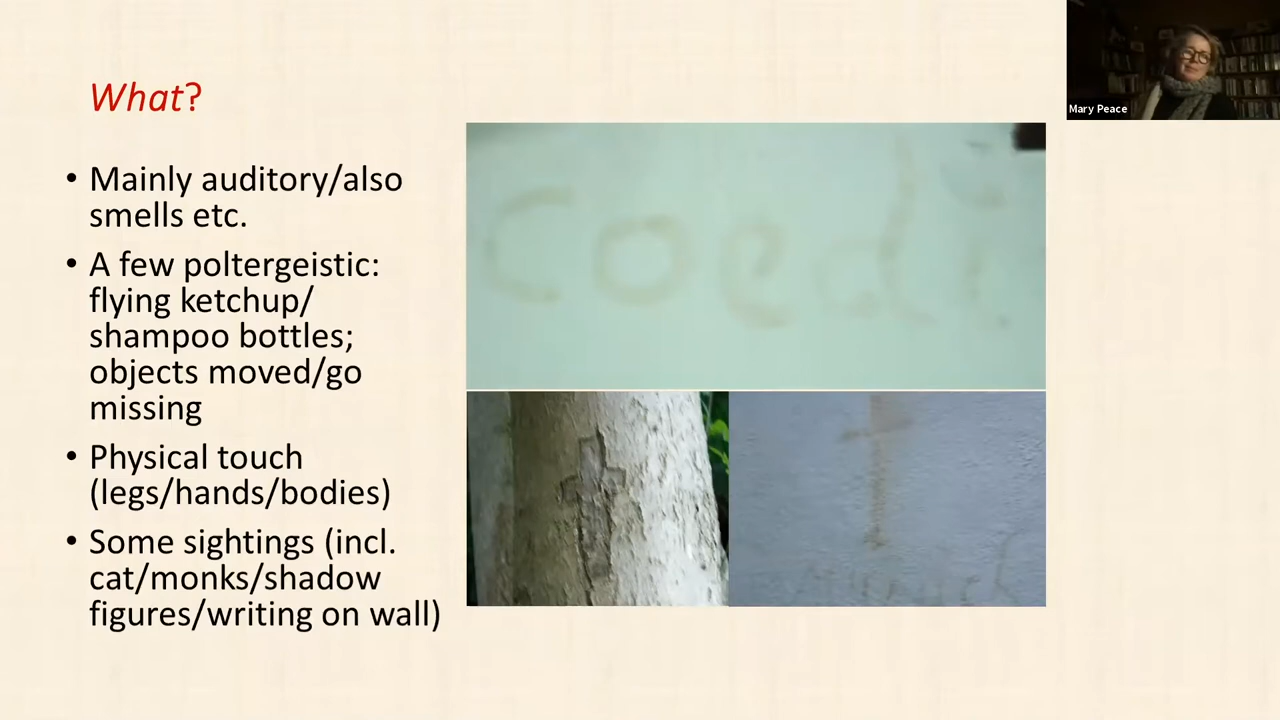 What?
• Mainly auditory/also
smells etc.
• A few poltergeistic:
flying ketchup/
shampoo bottles;
objects moved/go
missing
• Physical touch
(legs/hands/bodies)
• Some sightings (incl.
cat/monks/shadow
figures/writing on wall)
coedi
Mary Peace